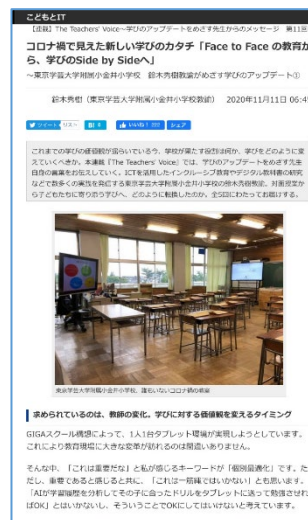 こどもとIT
【連載】The Teachers' Voice～学びのアップデートをめざす先生からのメッセージ 第11回
コロナ禍で見えた新しい学びのカタチ「Face to Face の教育か
ら、学びのSide by Sideへ」
～東京学芸大学附属小金井小学校 鈴木秀樹教諭がめざす学びのアップデート①
鈴木秀樹（東京学芸大学附属小金井小学校教諭） 2020年11月11日 06:45
ツイート
いいね！
シェア
これまでの学びの価値観が揺らいでいる今、学校が果たす役割は何か、学びをどのように変
えていくべきか。本連載「The Teachers' Voice」では、学びのアップデートをめざす先生
自身の言葉をお伝えしていく。ICTを活用したインクルーシブ教育やデジタル教科書の研究
などで数多くの実践を発信する東京学芸大学附属小金井小学校の鈴木秀樹教諭。対面授業か
ら子どもたちに寄り添う学びへ、どのように転換したのか。全5回にわたってお届けする。
東京学芸大学附属小金井小学校、誰もいないコロナ禍の教室
求められているのは、教師の変化。学びに対する価値観を変えるタイミング
GIGAスクール構想によって、1人1台タブレット環境が実現しようとしています。
これにより教育現場に大きな変革が訪れるのは間違いありません。
そんな中、「これは重要だな」と私が感じるキーワードが「個別最適化」です。た
だし、重要であると感じると共に、「これは一筋縄ではいかない」とも思います。
「AIが学習履歴を分析してその子に合ったドリルをタブレットに送って勉強させれ
ばOK」とはいかないし、そういうことでOKにしてはいけないと考えています。